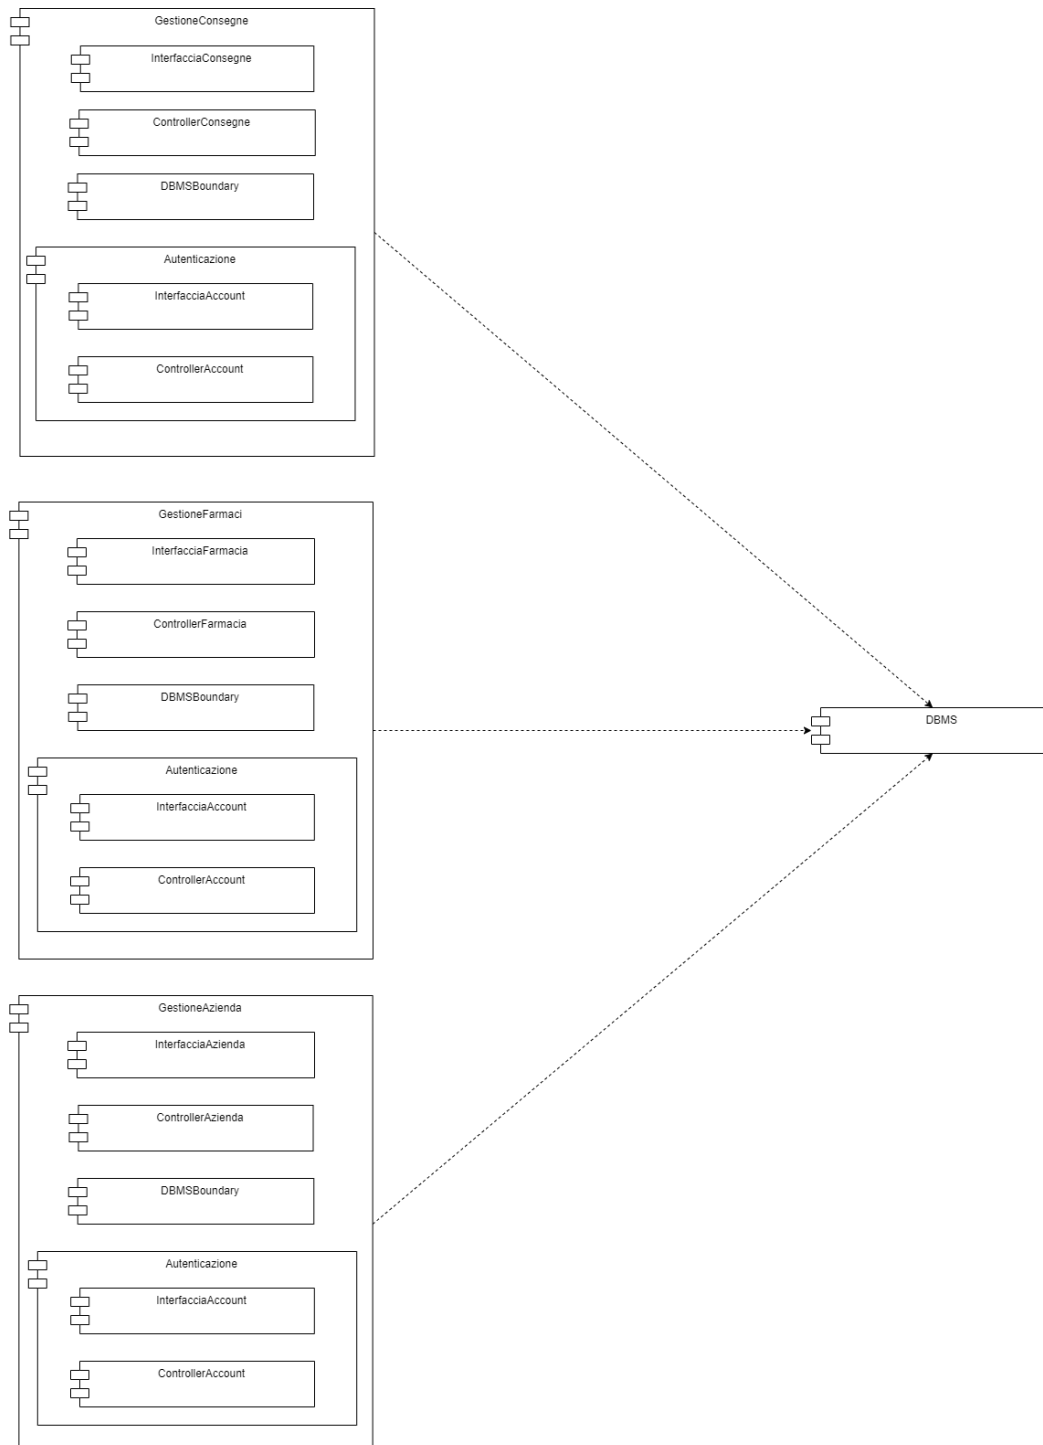 GestioneConsegne
InterfacciaConsegne
ControllerConsegne
DBMSBoundary
Autenticazione
InterfacciaAccount
ControllerAccount
GestioneFarmaci
InterfacciaFarmacia
ControllerFarmacia
DBMSBoundary
DBMS
Autenticazione
InterfacciaAccount
ControllerAccount
GestioneAzienda
InterfacciaAzienda
ControllerAzienda
DBMSBoundary
Autenticazione
InterfacciaAccount
ControllerAccount